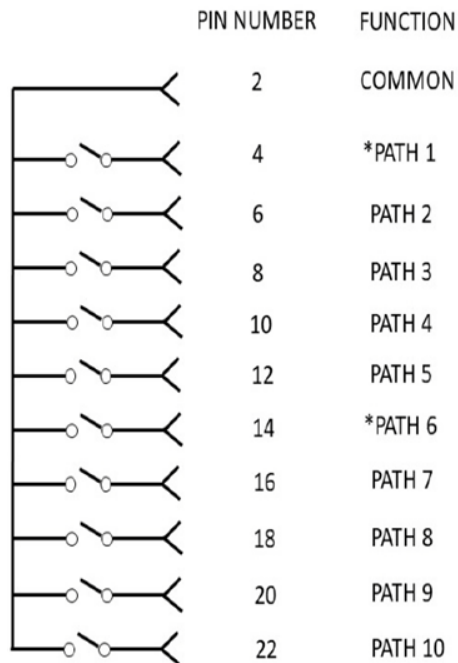 PIN NUMBER FUNCTION
2 COMMON
4 *PATH 1
6 PATH 2
8 PATH 3
10 PATH 4
12 PATH 5
14 *PATH 6
16 PATH 7
18 PATH 8
20 PATH 9
22 PATH 10